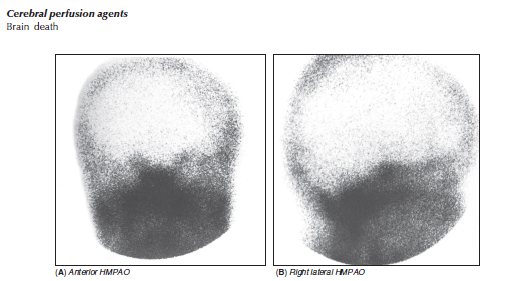 Cerebral perfusion agents
Brain death
(A) Anterior HMPAO
(B) Right lateral HMPAO